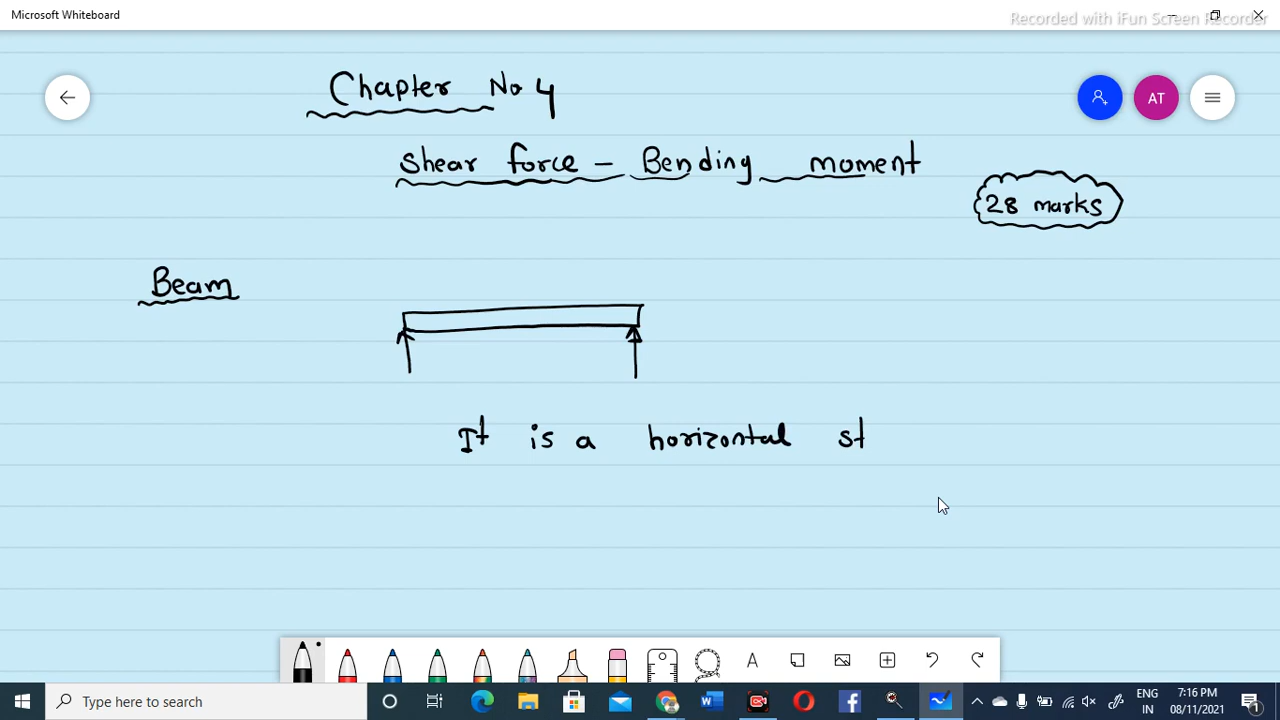 Microsoft Whiteboard
Recorded with iFun Screen Recorder
Chapter No 4
AT
Shear force - Bending moment
28 marks
Beam
It is a horizontal st
A
Type here to search
ENG
IN
7:16 PM
08/11/2021
1